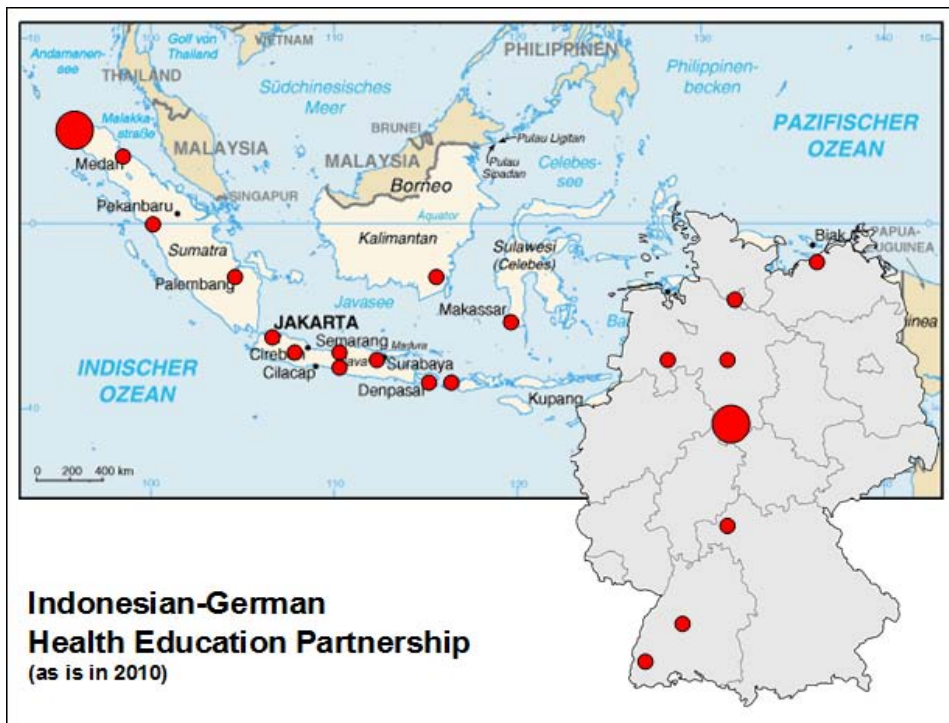 Andamanen-
see
Golf von
Thailand
VIETNAM
THAILAND
PHILIPPINEN
Südchinesisches
Meer
Philippinen-
becken
Malakka-
straße
MALAYSIA
BRUNEI
MALAYSIA
Pulau Ligitan
Pulau
Sipadan
Celebes-
see
PAZIFISCHER
OZEAN
Medan
SINGAPUR
Borneo
Pekanbaru
Äquator
Kalimantan
Sumatra
Sulawesi
(Celebes)
Biak
PAPUA-
Palembang
Javasee
Makassar
JAKARTA
Semarang
Madura
Cirebon
Surabaya
Cilacap
INDISCHER
OZEAN
Denpasar
Kupang
0 200 400 km
100
110
120
Indonesian-German
Health Education Partnership
(as is in 2010)